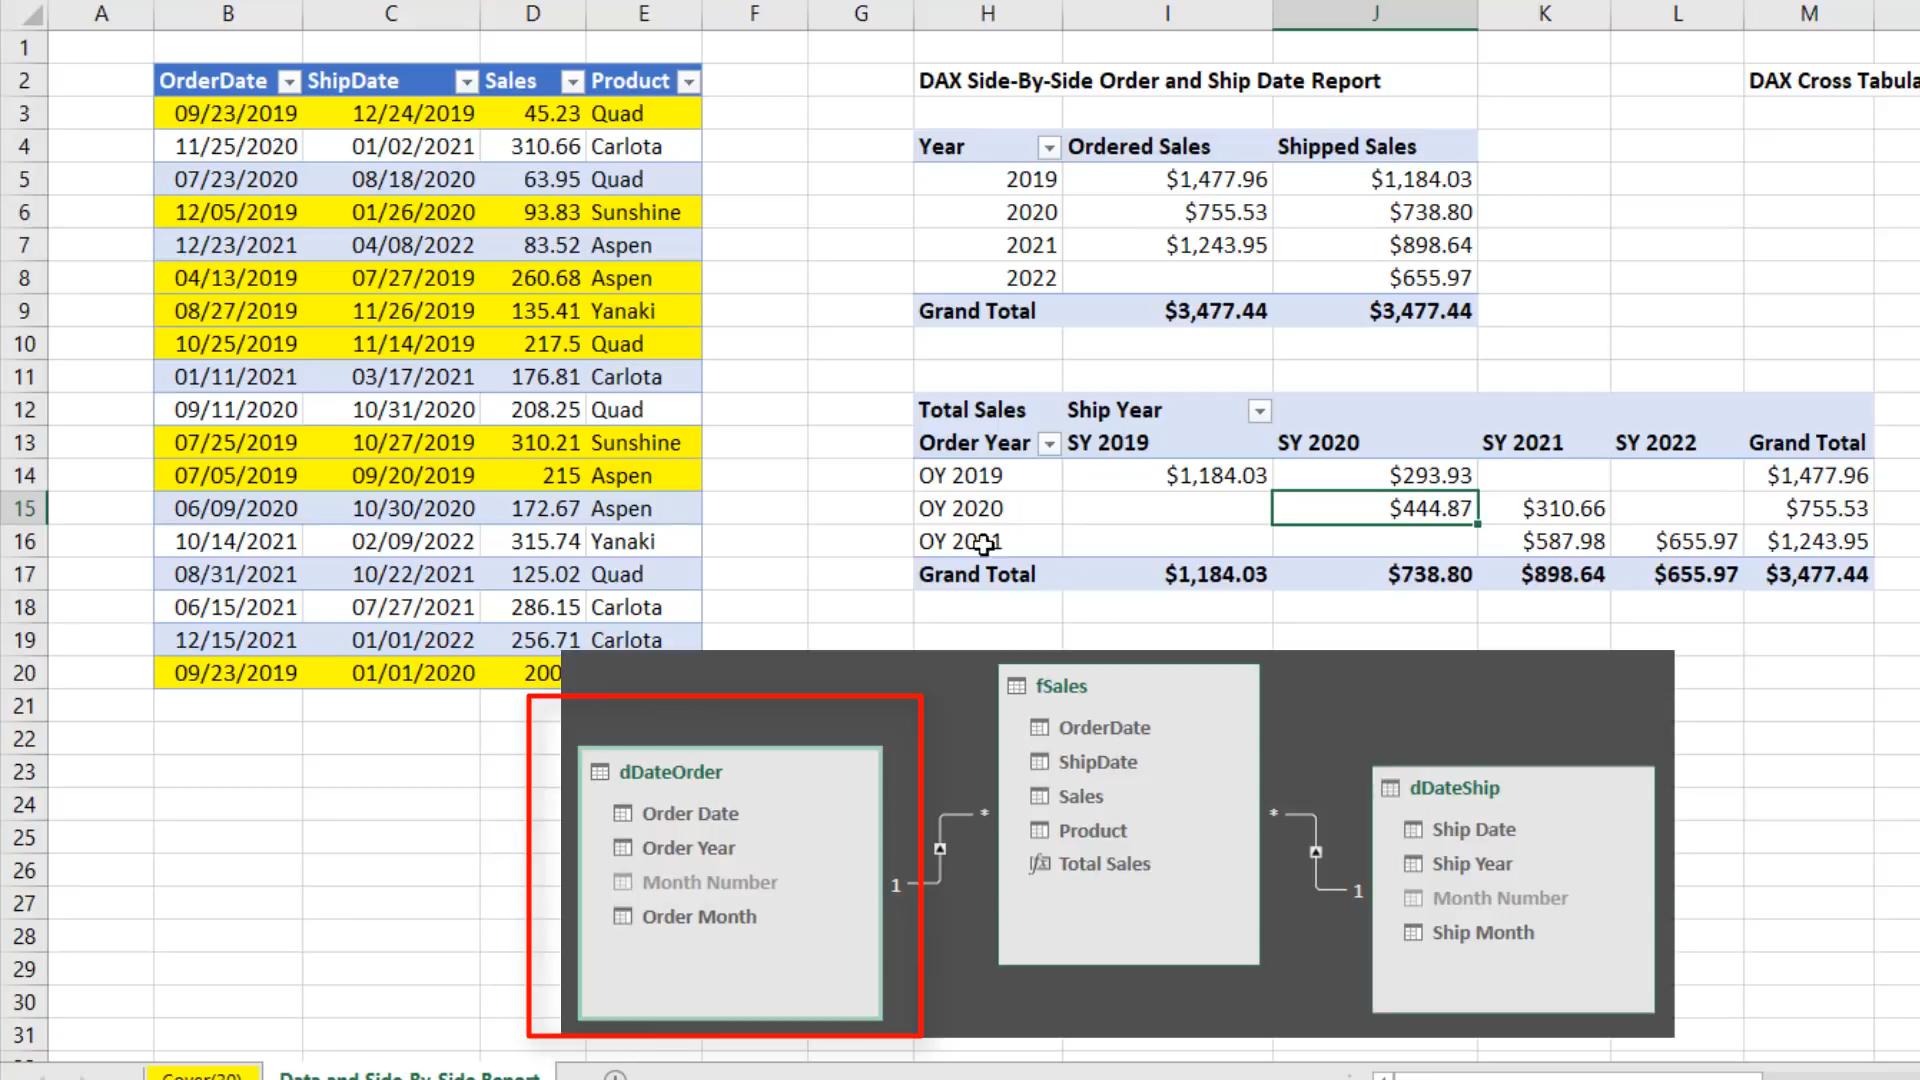 A B C D E F G H I J K L M
1
2 OrderDate ShipDate Sales Product DAX Side-By-Side Order and Ship Date Report DAX Cross Tabula
3 09/23/2019 12/24/2019 45.23 Quad
4 11/25/2020 01/02/2021 310.66 Carlota Year Ordered Sales Shipped Sales
5 07/23/2020 08/18/2020 63.95 Quad 2019 $1,477.96 $1,184.03
6 12/05/2019 01/26/2020 93.83 Sunshine 2020 $755.53 $738.80
7 12/23/2021 04/08/2022 83.52 Aspen 2021 $1,243.95 $898.64
8 04/13/2019 07/27/2019 260.68 Aspen 2022 $655.97
9 08/27/2019 11/26/2019 135.41 Yanaki Grand Total $3,477.44 $3,477.44
10 10/25/2019 11/14/2019 217.5 Quad
11 01/11/2021 03/17/2021 176.81 Carlota
12 09/11/2020 10/31/2020 208.25 Quad Total Sales Ship Year
13 07/25/2019 10/27/2019 310.21 Sunshine Order Year SY 2019 SY 2020 SY 2021 SY 2022 Grand Total
14 07/05/2019 09/20/2019 215 Aspen OY 2019 $1,184.03 $293.93 $1,477.96
15 06/09/2020 10/30/2020 172.67 Aspen OY 2020 $444.87 $310.66 $755.53
16 10/14/2021 02/09/2022 315.74 Yanaki OY 2021 $587.98 $655.97 $1,243.95
17 08/31/2021 10/22/2021 125.02 Quad Grand Total $1,184.03 $738.80 $898.64 $655.97 $3,477.44
18 06/15/2021 07/27/2021 286.15 Carlota
19 12/15/2021 01/01/2022 256.71 Carlota
20 09/23/2019 01/01/2020 200
21
22
23
24
25
26
27
28
29
30
31
dDateOrder
Order Date
Order Year
Month Number
Order Month
1
*
fSales
OrderDate
ShipDate
Sales
Product
Total Sales
*
1
dDateShip
Ship Date
Ship Year
Month Number
Ship Month
Cover(30) Data and Side-By-Side Report